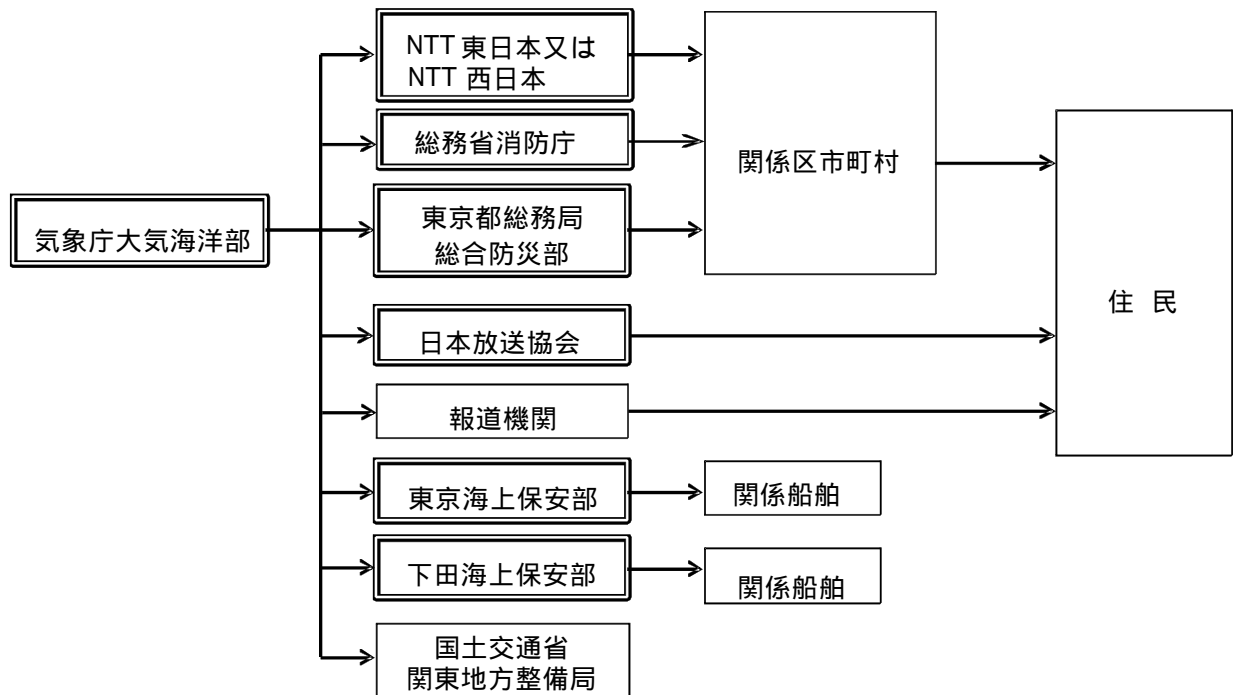 NTT 東日本又は
NTT 西日本
総務省消防庁
関係区市町村
気象庁大気海洋部
東京都総務局
総合防災部
住 民
日本放送協会
報道機関
東京海上保安部
関係船舶
下田海上保安部
関係船舶
国土交通省
関東地方整備局